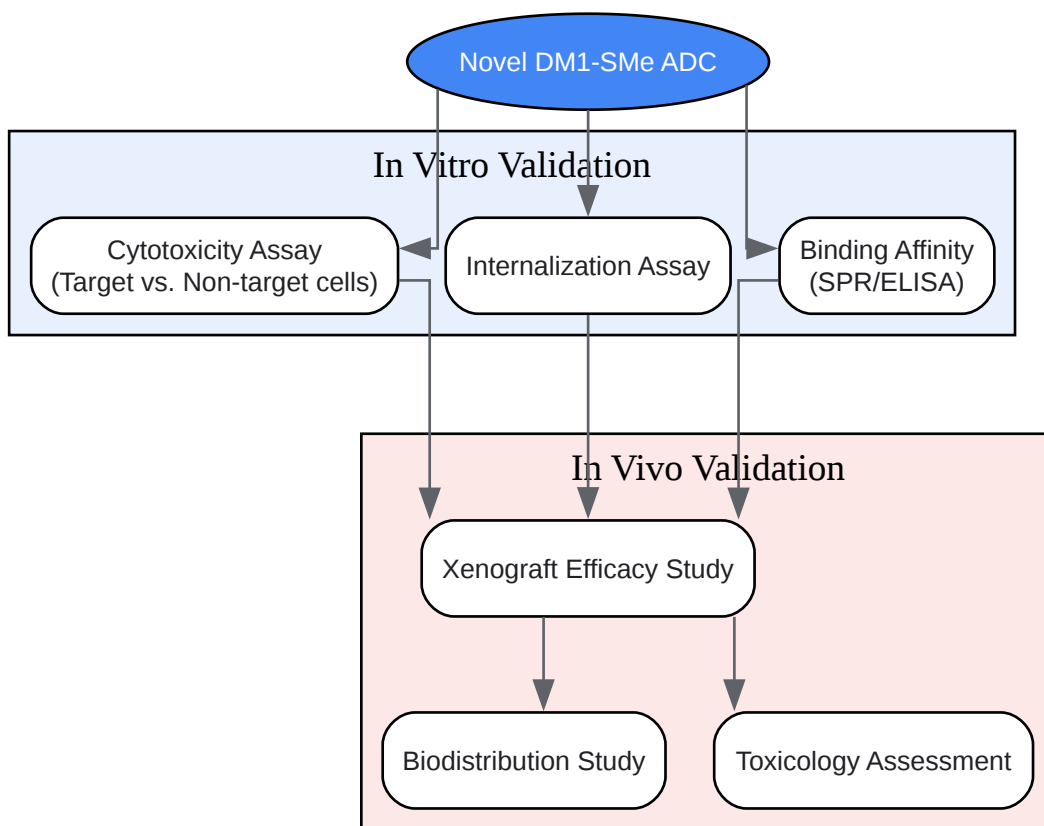 Novel DM1-SMe ADC
In Vitro Validation
Cytotoxicity Assay
(Target vs. Non-target cells)
Internalization Assay
Binding Affinity
(SPR/ELISA)
In Vivo Validation
Xenograft Efficacy Study
Biodistribution Study
Toxicology Assessment